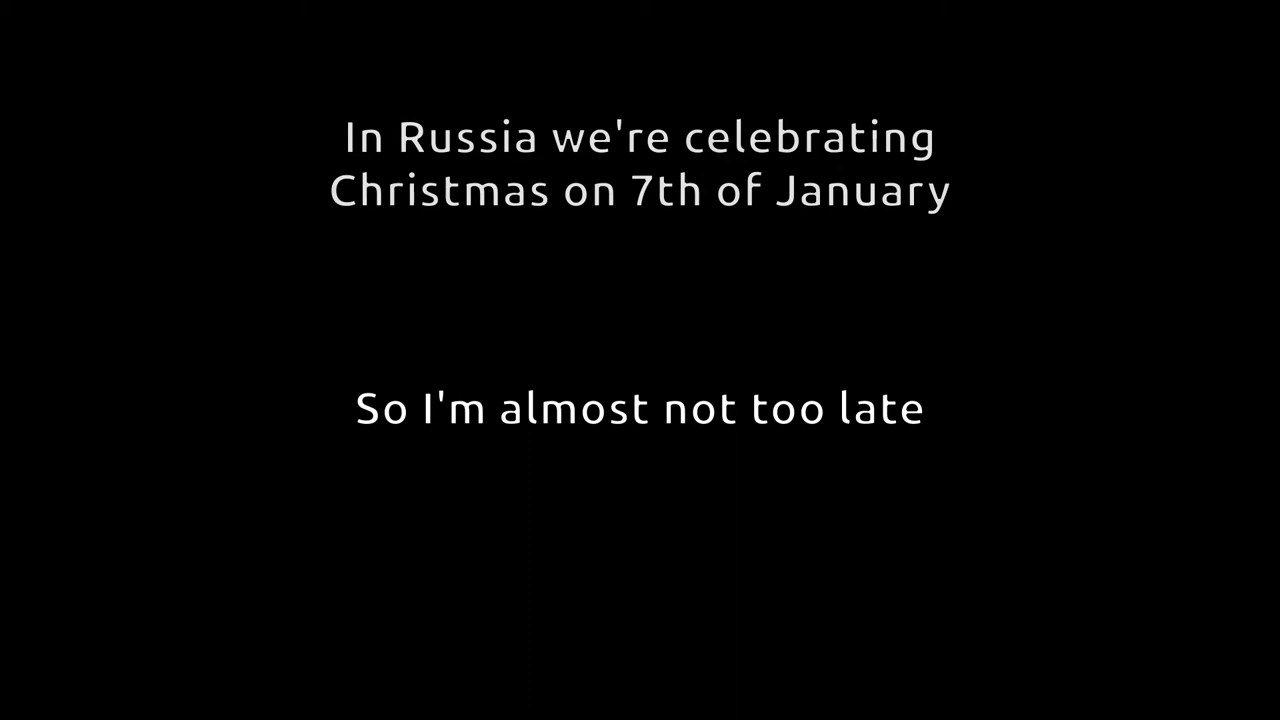 In Russia we're celebrating
Christmas on 7th of January
So I'm almost not too late